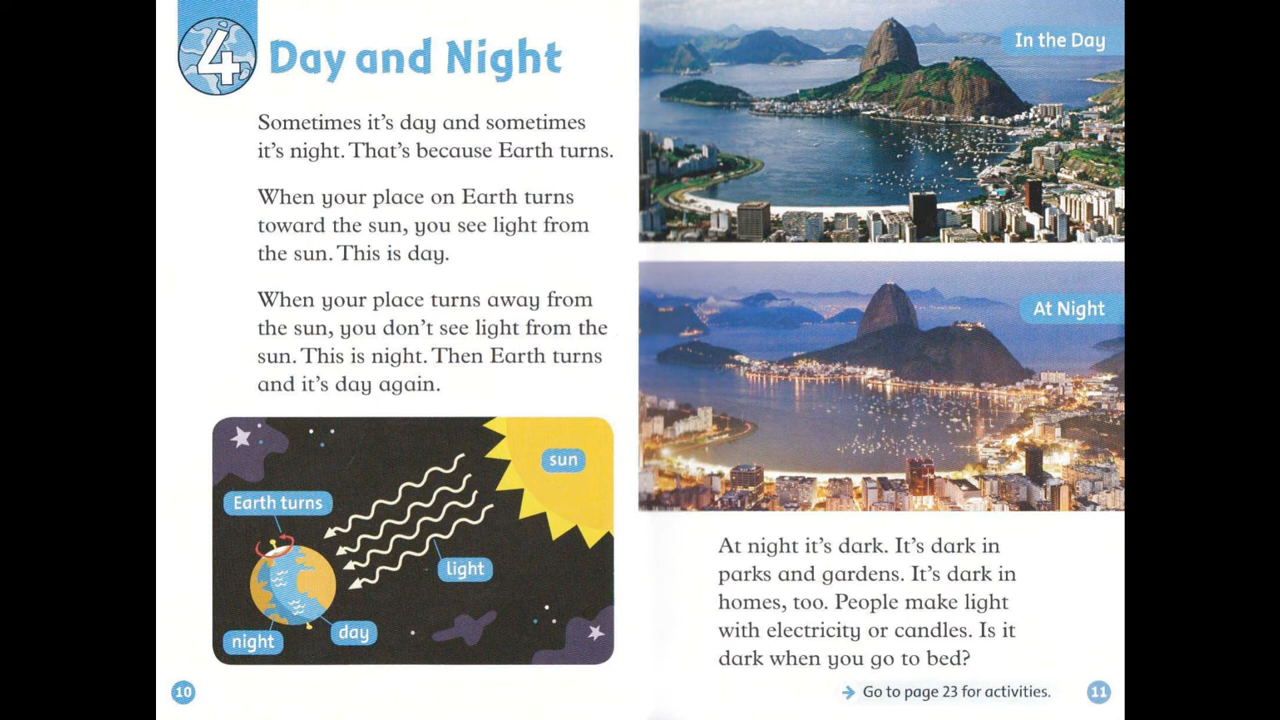 4 Day and Night
Sometimes it's day and sometimes
it's night. That's because Earth turns.
When your place on Earth turns
toward the sun, you see light from
the sun. This is day.
When your place turns away from
the sun, you don't see light from the
sun. This is night. Then Earth turns
and it's day again.
sun
Earth turns
light
night
day
10
In the Day
At Night
At night it's dark. It's dark in
parks and gardens. It's dark in
homes, too. People make light
with electricity or candles. Is it
dark when you go to bed?
→ Go to page 23 for activities.
11